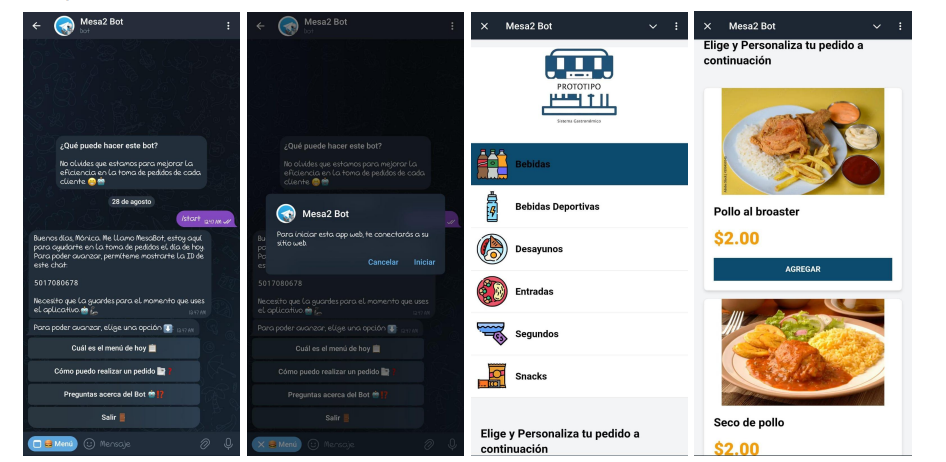 Mesa2 Bot
bot
¿Qué puede hacer este bot?
No olvides que estamos para mejorar la
eficiencia en la toma de pedidos de cada
cliente
28 de agosto
/start 12:47 AM
Buenos días, Mónica. Me llamo MesaBot, estoy aquí
para ayudarte en la toma de pedidos el día de hoy.
Para poder avanzar, permíteme mostrarte la ID de
este chat:
5017080678
Necesito que la guardes para el momento que uses
el aplicativo
12:47 AM
Para poder avanzar, elige una opción 12:47 AM
Cuál es el menú de hoy
Cómo puedo realizar un pedido
Preguntas acerca del Bot
Salir
Menú
Mensaje
Mesa2 Bot
bot
¿Qué puede hacer este bot?
No olvides que estamos para mejorar la
eficiencia en la toma de pedidos de cada
cliente
Mesa2 Bot
Para iniciar esta app web, te conectarás a su
sitio web.
Cancelar Iniciar
5017080678
Necesito que la guardes para el momento que uses
el aplicativo
Para poder avanzar, elige una opción
Cuál es el menú de hoy
Cómo puedo realizar un pedido
Preguntas acerca del Bot
Salir
Menú
Mensaje
Mesa2 Bot
PROTOTIPO
Sistema Gastronómico
Bebidas
Bebidas Deportivas
Desayunos
Entradas
Segundos
Snacks
Elige y Personaliza tu pedido a
continuación
Mesa2 Bot
Elige y Personaliza tu pedido a
continuación
Pollo al broaster
$2.00
AGREGAR
Seco de pollo
$2.00